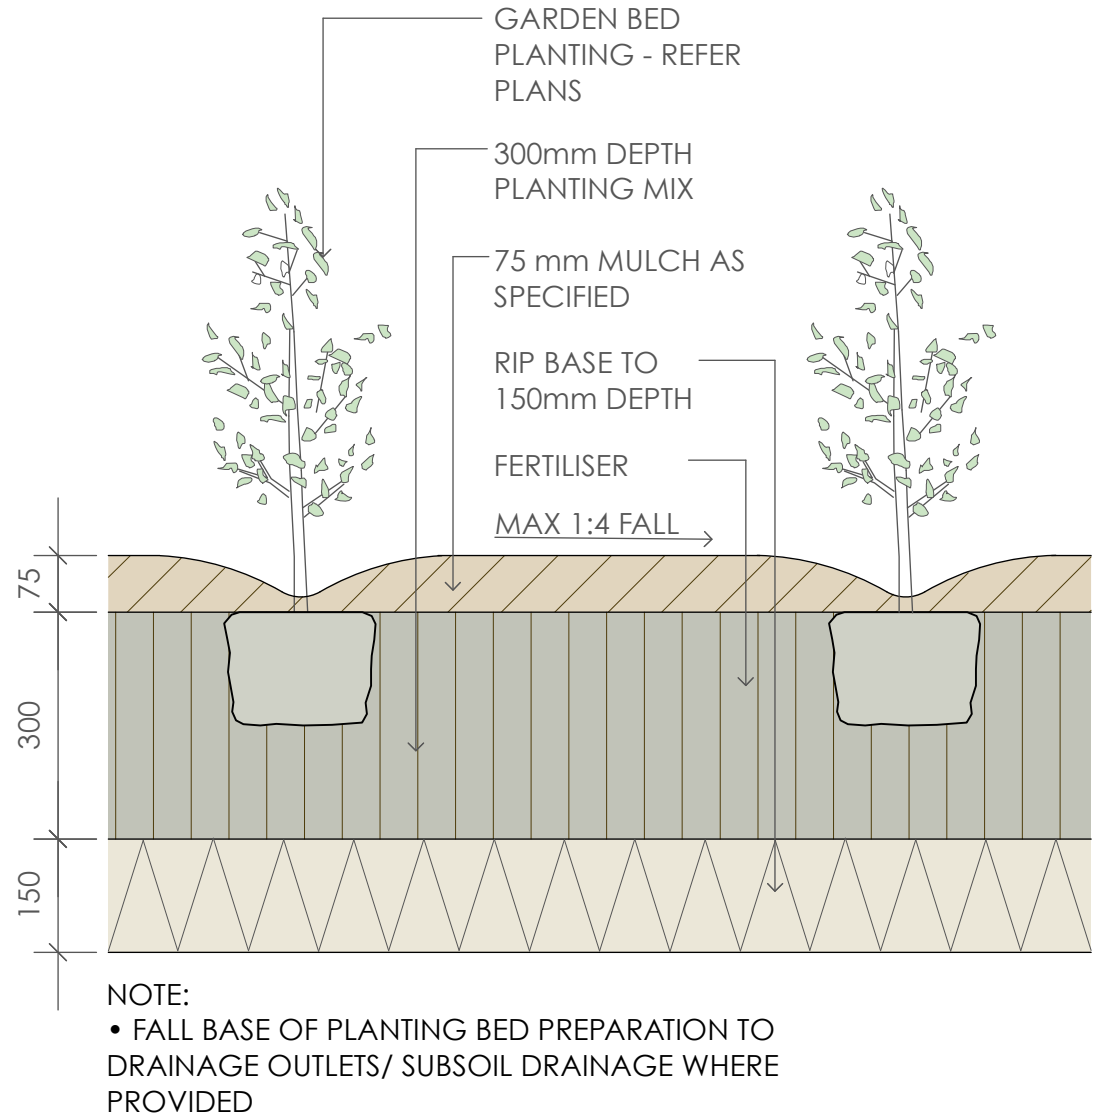 GARDEN BED
PLANTING - REFER
PLANS
300mm DEPTH
PLANTING MIX
75 mm MULCH AS
SPECIFIED
RIP BASE TO
150mm DEPTH
FERTILISER
MAX 1:4 FALL
75
300
150
NOTE:
• FALL BASE OF PLANTING BED PREPARATION TO
DRAINAGE OUTLETS/ SUBSOIL DRAINAGE WHERE
PROVIDED